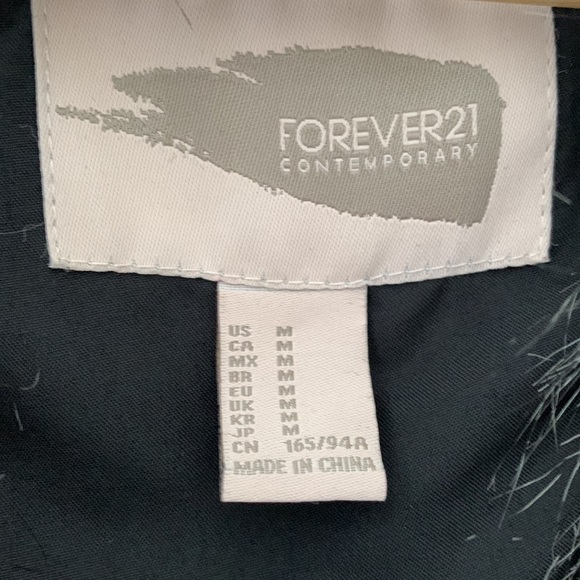 FOREVER21
CONTEMPORARY
US M
CA M
MX M
BR M
EU M
UK M
KR M
JP M
CN 165/94A
MADE IN CHINA